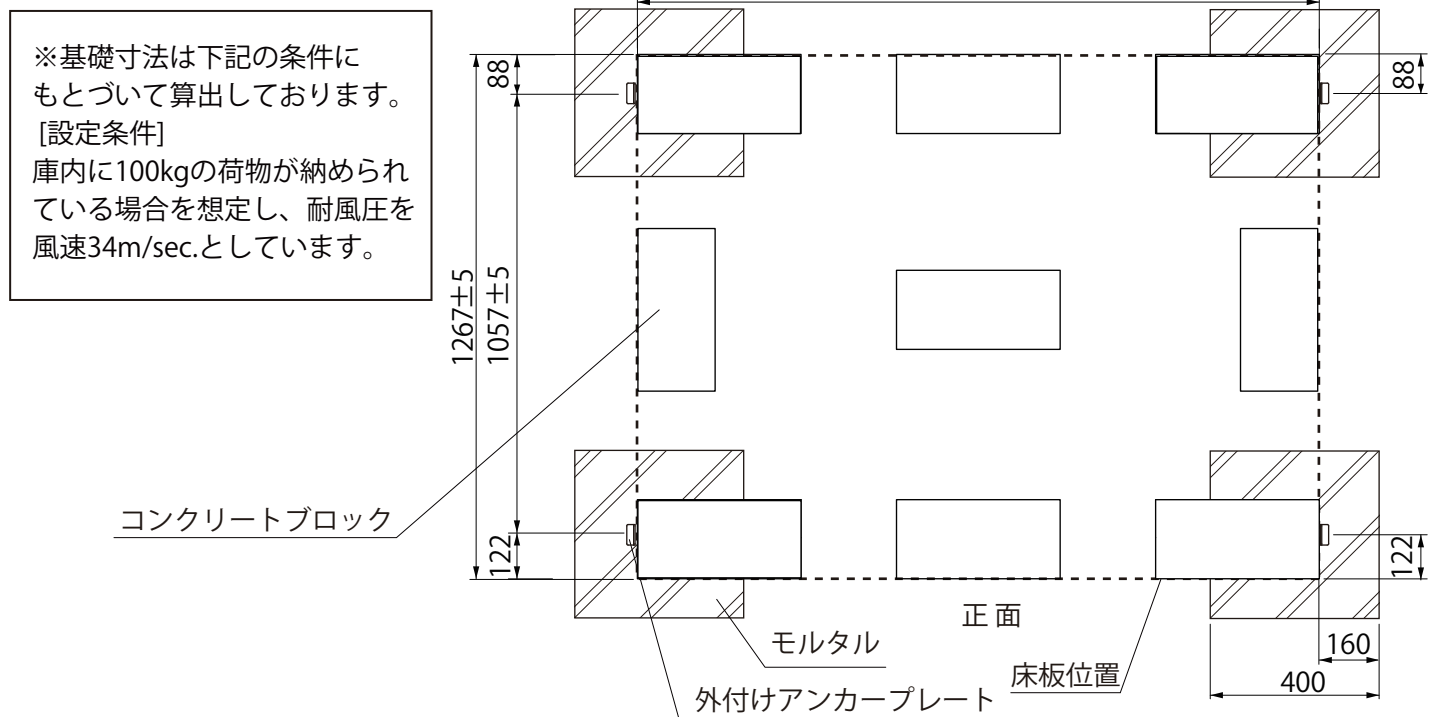 ※基礎寸法は下記の条件に
もとづいて算出しております。
[設定条件]
庫内に100kgの荷物が納められ
ている場合を想定し、耐風圧を
風速34m/sec.としています。
88
88
1267±5
1057±5
コンクリートブロック
122
122
正面
モルタル
160
床板位置
400
外付けアンカープレート